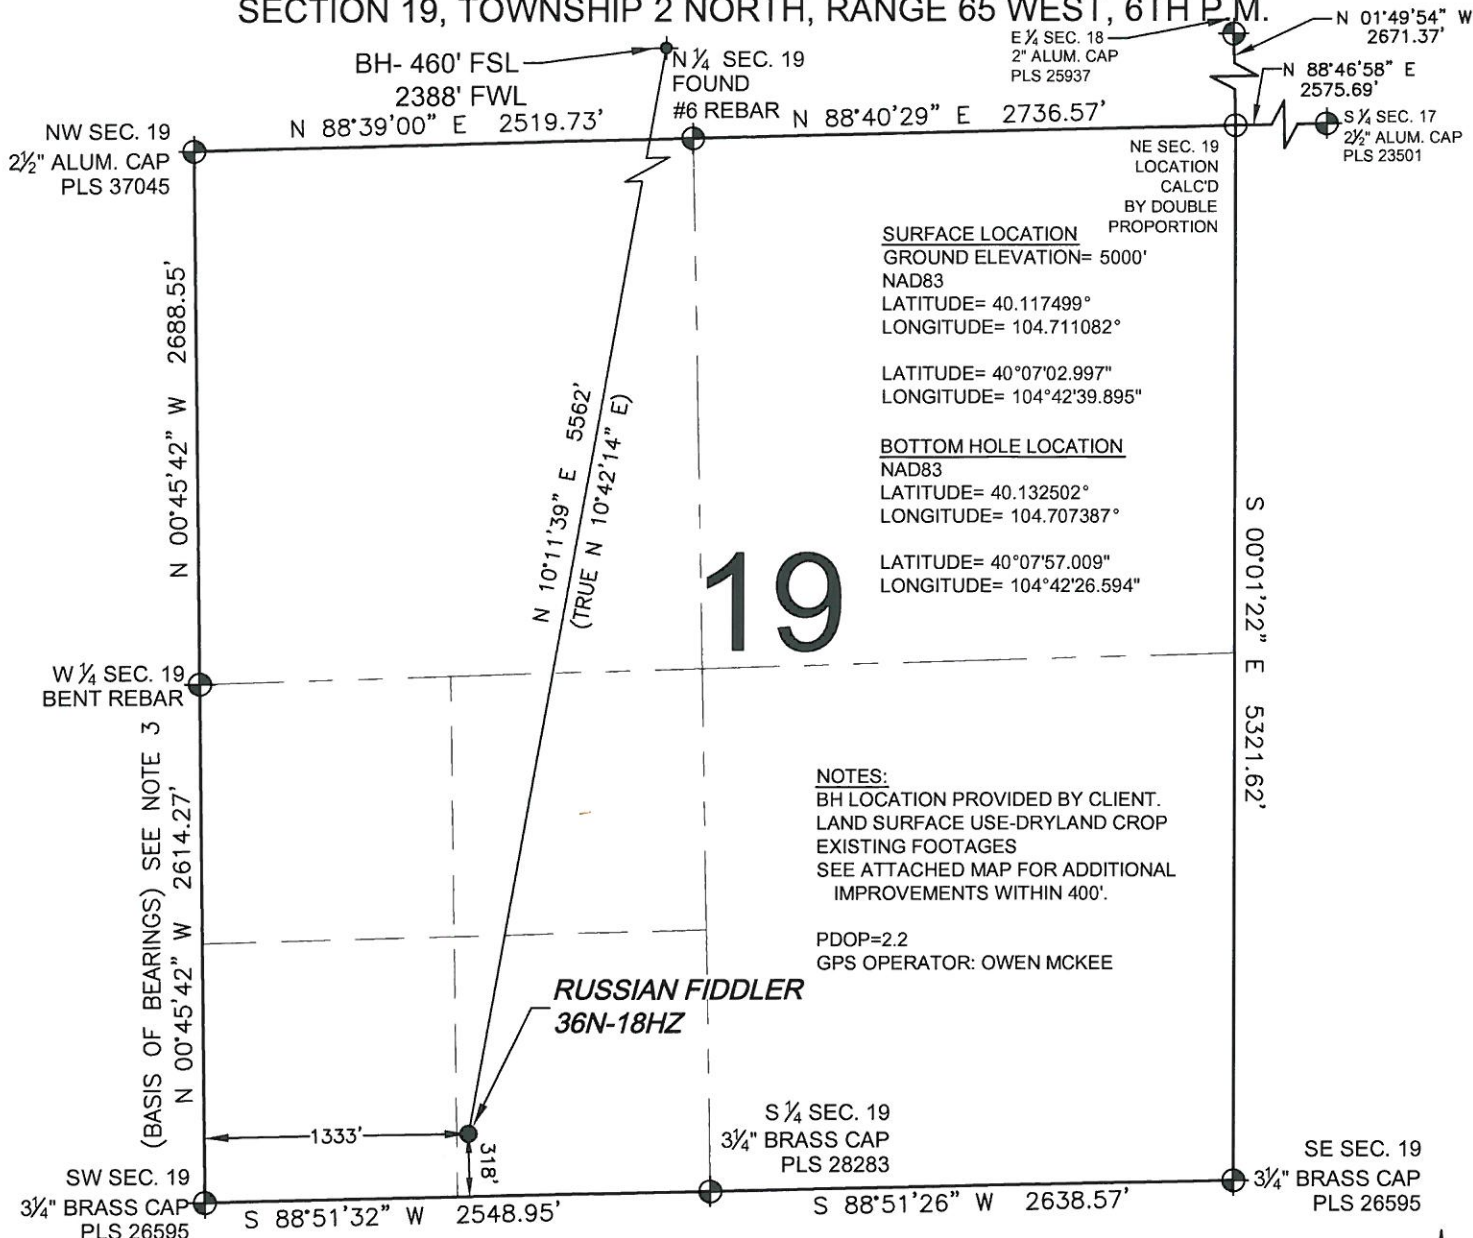 SECTION 19, TOWNSHIP 2 NORTH, RANGE 65 WEST, 6TH P.M.
BH- 460' FSL
2388' FWL
N ¼ SEC. 19
FOUND
#6 REBAR
E ¼ SEC. 18
2" ALUM. CAP
PLS 25937
N 01°49'54" W
2671.37'
N 88°46'58" E
2575.69'
S ¼ SEC. 17
2½" ALUM. CAP
PLS 23501
NW SEC. 19
2½" ALUM. CAP
PLS 37045
N 88°39'00" E 2519.73'
N 88°40'29" E 2736.57'
NE SEC. 19
LOCATION
CALC'D
BY DOUBLE
PROPORTION
SURFACE LOCATION
GROUND ELEVATION= 5000'
NAD83
LATITUDE= 40.117499°
LONGITUDE= 104.711082°
LATITUDE= 40°07'02.997"
LONGITUDE= 104°42'39.895"
BOTTOM HOLE LOCATION
NAD83
LATITUDE= 40.132502°
LONGITUDE= 104.707387°
LATITUDE= 40°07'57.009"
LONGITUDE= 104°42'26.594"
N 00°45'42" W 2688.55'
N 10°11'39" E 5562'
(TRUE N 10°42'14" E)
19
S 00°01'22" E 5321.62'
W ¼ SEC. 19
BENT REBAR
(BASIS OF BEARINGS) SEE NOTE 3
N 00°45'42" W 2614.27'
NOTES:
BH LOCATION PROVIDED BY CLIENT.
LAND SURFACE USE-DRYLAND CROP
EXISTING FOOTAGES
SEE ATTACHED MAP FOR ADDITIONAL
IMPROVEMENTS WITHIN 400'.
PDOP=2.2
GPS OPERATOR: OWEN MCKEE
RUSSIAN FIDDLER
36N-18HZ
1333'
318'
S ¼ SEC. 19
3¼" BRASS CAP
PLS 28283
SW SEC. 19
3¼" BRASS CAP
PLS 26595
S 88°51'32" W 2548.95'
S 88°51'26" W 2638.57'
SE SEC. 19
3¼" BRASS CAP
PLS 26595